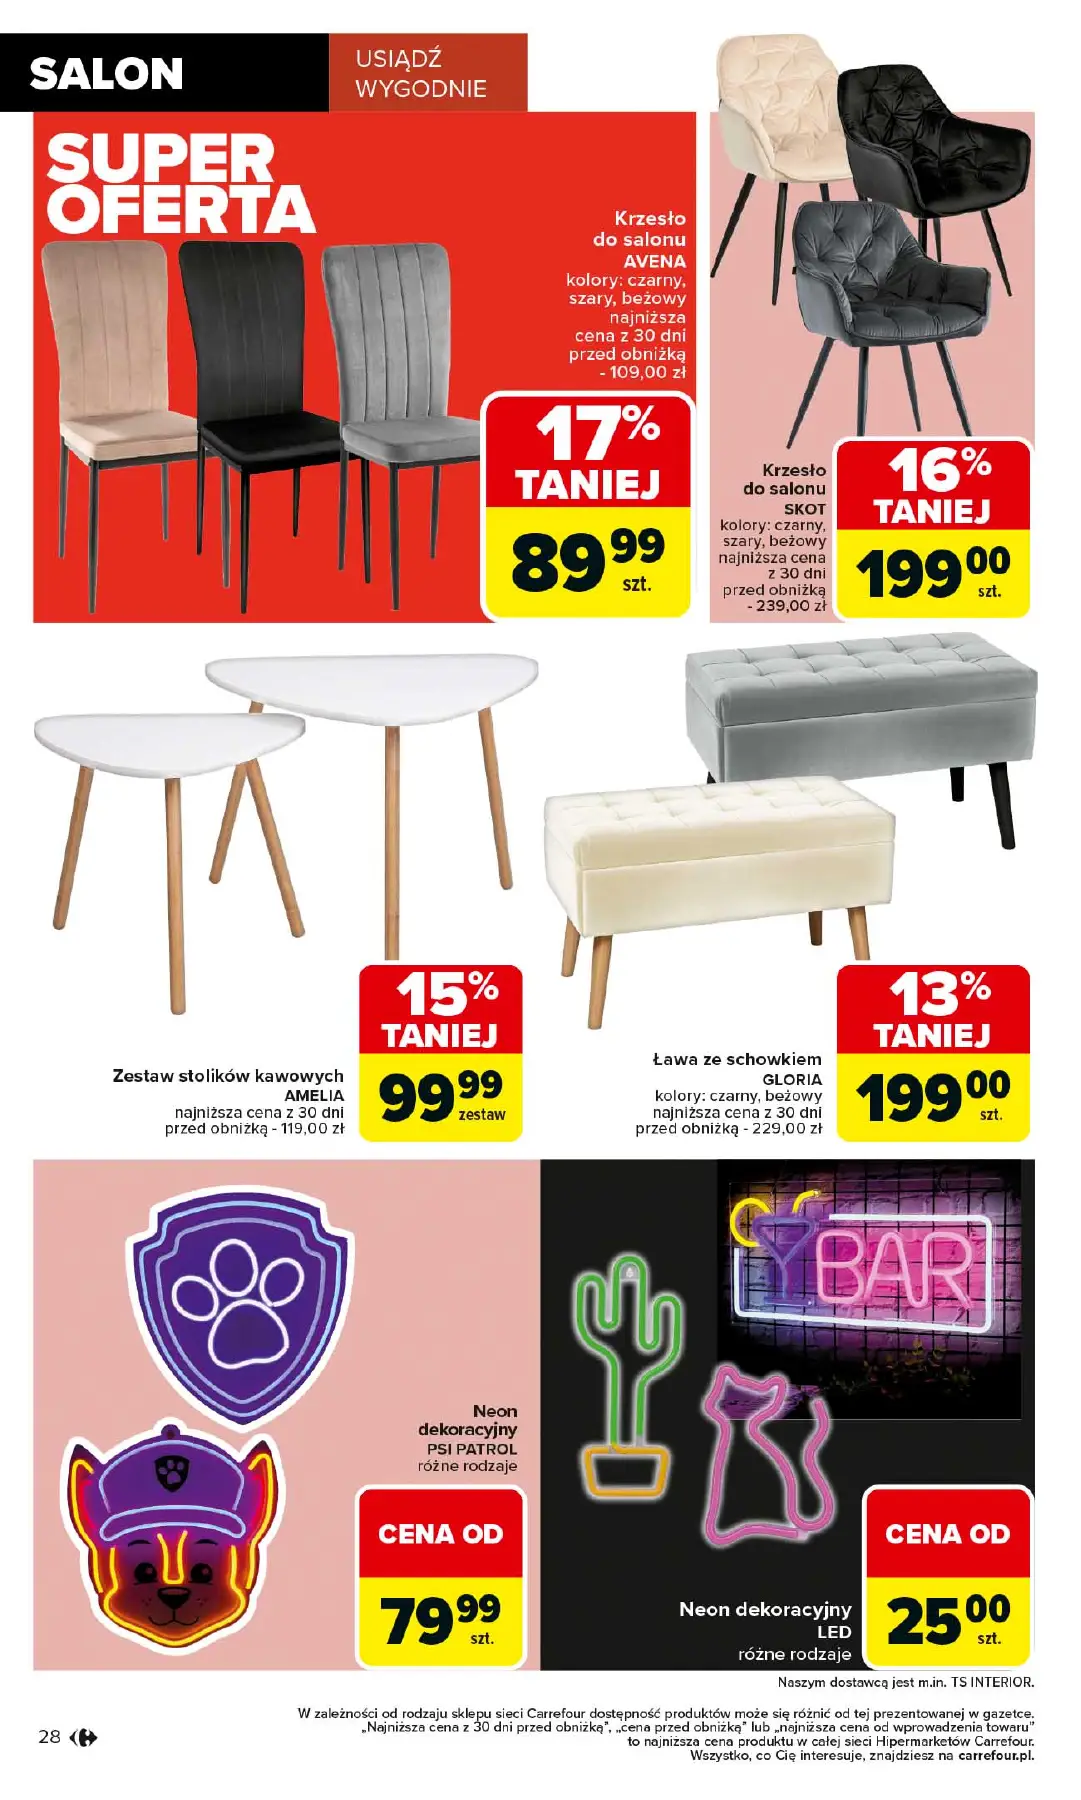 SALON
USIĄDŹ
WYGODNIE
SUPER
OFERTA
Krzesło
do salonu
AVENA
kolory: czarny,
szary, beżowy
najniższa
cena z 30 dni
przed obniżką
- 109,00 zł
17%
TANIEJ
89 99
szt.
Krzesło
do salonu
SKOT
kolory: czarny,
szary, beżowy
najniższa cena
z 30 dni
przed obniżką
- 239,00 zł
16%
TANIEJ
199 00
szt.
Zestaw stolików kawowych
AMELIA
najniższa cena z 30 dni
przed obniżką - 119,00 zł
15%
TANIEJ
99 99
zestaw
Ława ze schowkiem
GLORIA
kolory: czarny, beżowy
najniższa cena z 30 dni
przed obniżką - 229,00 zł
13%
TANIEJ
199 00
szt.
Neon
dekoracyjny
PSI PATROL
różne rodzaje
CENA OD
79 99
szt.
BAR
Neon dekoracyjny
LED
różne rodzaje
CENA OD
25 00
szt.
Naszym dostawcą jest m.in. TS INTERIOR.
W zależności od rodzaju sklepu sieci Carrefour dostępność produktów może się różnić od tej prezentowanej w gazetce.
„Najniższa cena z 30 dni przed obniżką”, „cena przed obniżką” lub „najniższa cena od wprowadzenia towaru”
to najniższa cena produktu w całej sieci Hipermarketów Carrefour.
Wszystko, co Cię interesuje, znajdziesz na carrefour.pl.
28